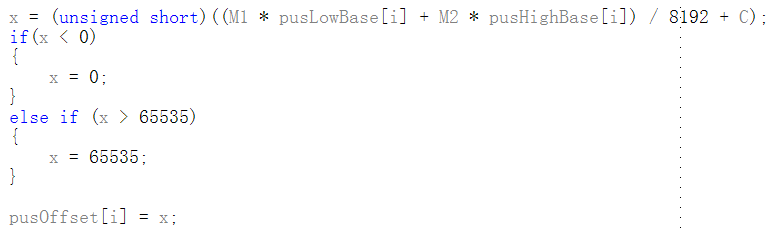 x = (unsigned short)((M1 * pusLowBase[i] + M2 * pusHighBase[i]) / 8192 + C);
if(x < 0)
{
    x = 0;
}
else if (x > 65535)
{
    x = 65535;
}

pusOffset[i] = x;